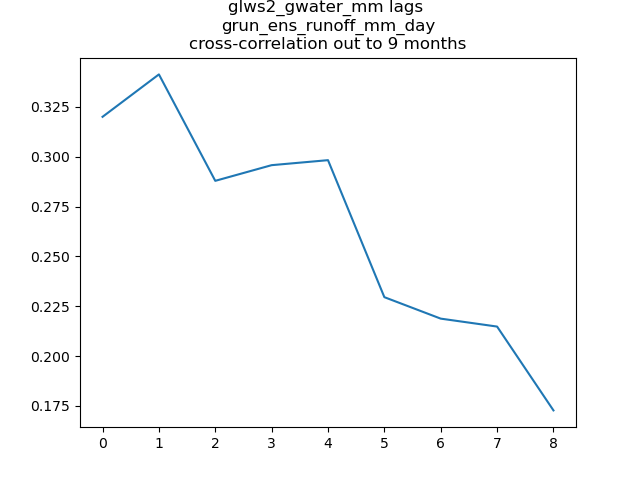 glws2_gwater_mm lags
grun_ens_runoff_mm_day
cross-correlation out to 9 months
0.325
0.300
0.275
0.250
0.225
0.200
0.175
0 1 2 3 4 5 6 7 8